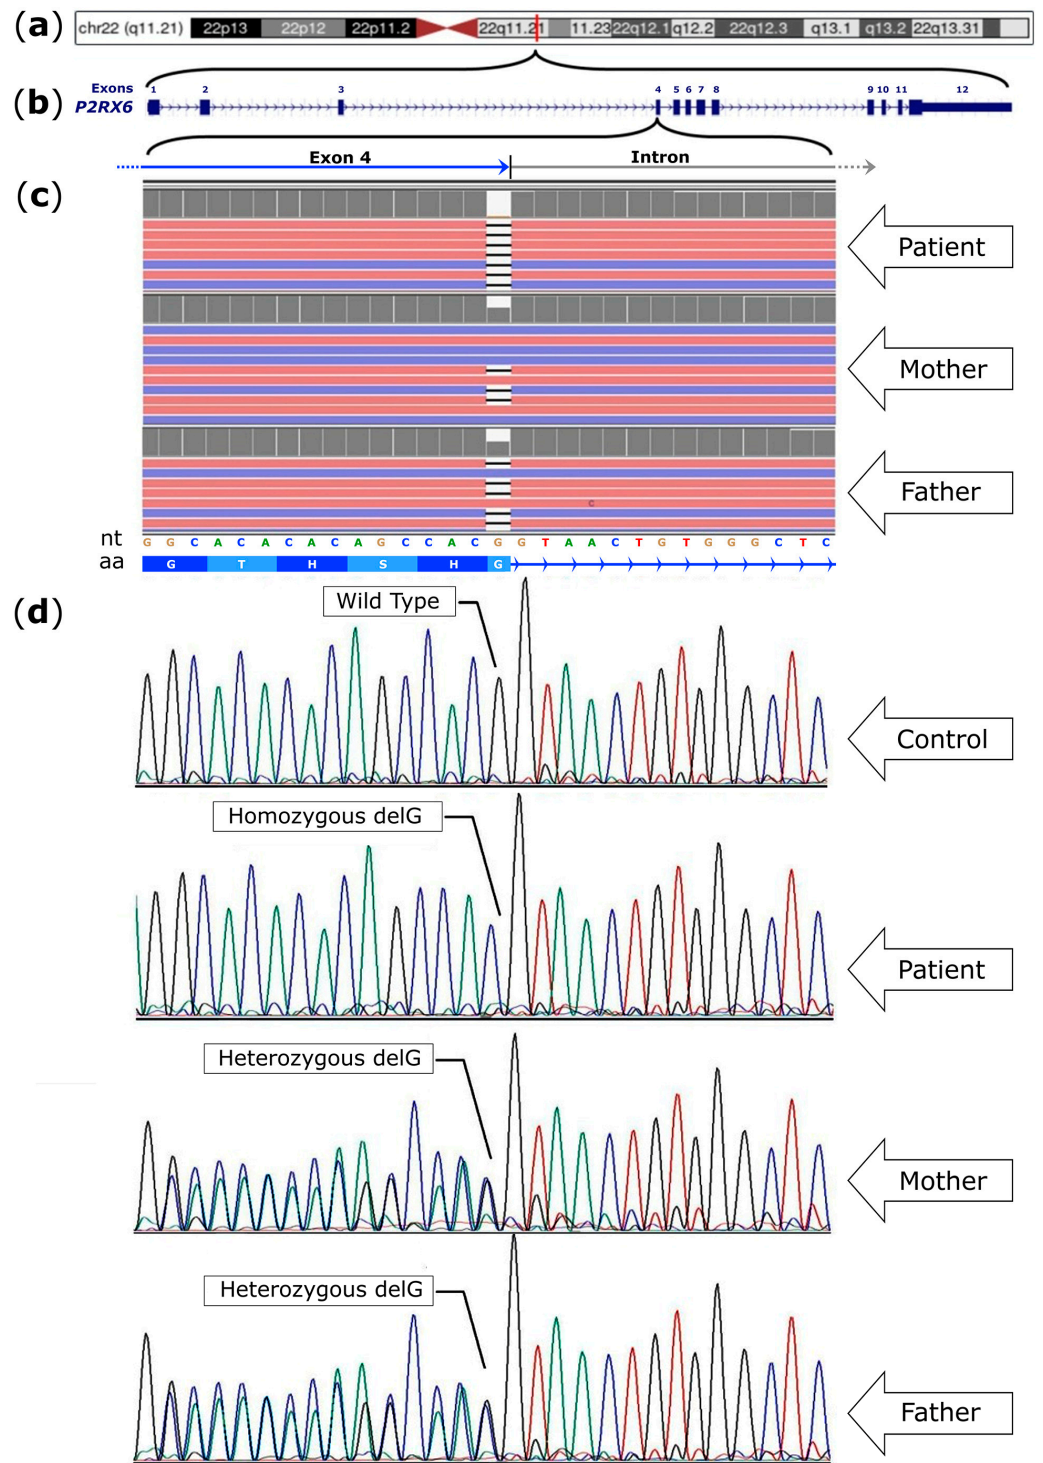 (a)
chr22 (q11.21) 22p13 22p12 22p11.2 22q11.21 11.23 22q12.1 q12.2 22q12.3 q13.1 q13.2 22q13.31
Exons 1 2 3 4 5 6 7 8 9 10 11 12
(b) P2RX6
Exon 4 Intron
(c)
Patient
Mother
Father
C
nt G G C A C A C A C A G C C A C G G T A A C T G T G G G C T C
aa G T H S H G
(d)
Wild Type
Control
Homozygous delG
Patient
Heterozygous delG
Mother
Heterozygous delG
Father